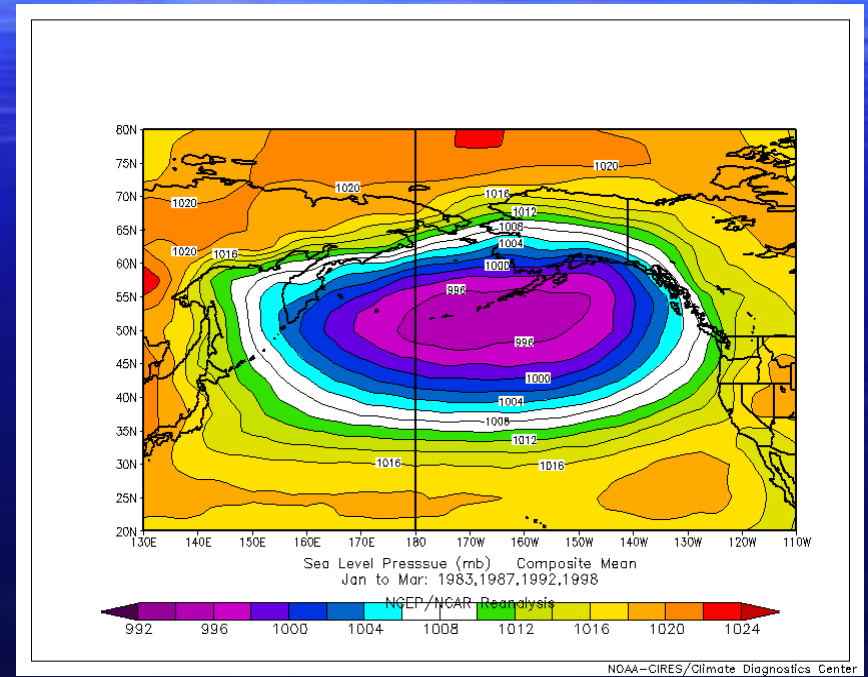 80N
75N
70N
65N
60N
55N
50N
45N
40N
35N
30N
25N
20N
1020
1020
1020
1016
1012
1008
1004
1000
1020
1016
996
996
1000
1004
1008
1012
1016
1016
130E 140E 150E 160E 170E 180 170W 160W 150W 140W 130W 120W 110W
Sea Level Presssue (mb) Composite Mean
Jan to Mar: 1983,1987,1992,1998
NCEP/NCAR Reanalysis
992 996 1000 1004 1008 1012 1016 1020 1024
NOAA-CIRES/Climate Diagnostics Center